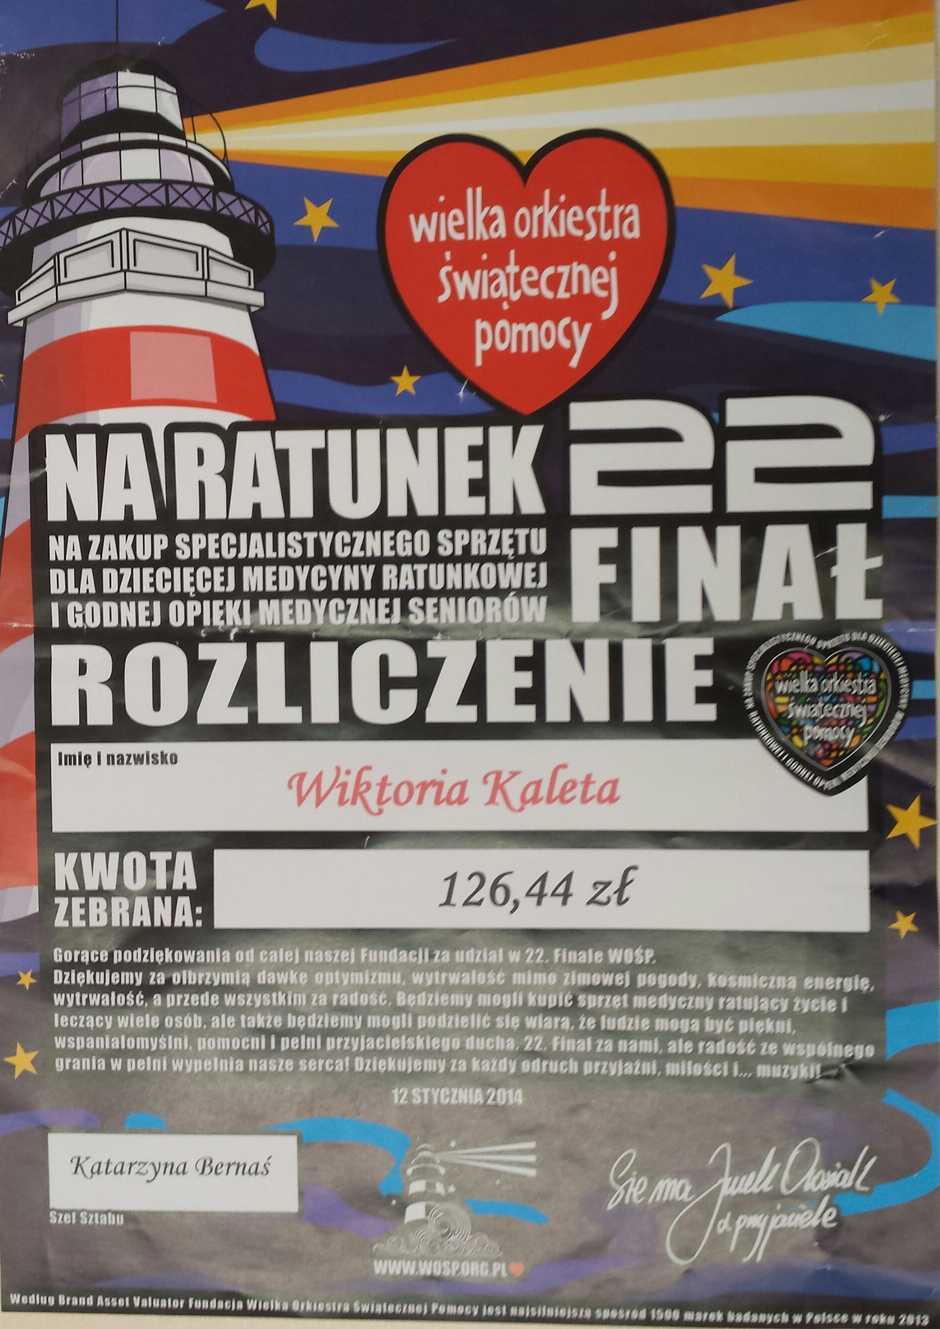 wielka orkiestra
świątecznej
pomocy
NA RATUNEK
22
FINAŁ
NA ZAKUP SPECJALISTYCZNEGO SPRZĘTU
DLA DZIECIĘCEJ MEDYCYNY RATUNKOWEJ
I GODNEJ OPIEKI MEDYCZNEJ SENIORÓW
ROZLICZENIE
wielka orkiestra
świątecznej
pomocy
Imię i nazwisko
Wiktoria Kaleta
KWOTA
ZEBRANA:
126,44 zł
Gorące podziękowania od całej naszej Fundacji za udział w 22. Finale WOŚP.
Dziękujemy za olbrzymią dawkę optymizmu, wytrwałość mimo zimowej pogody, kosmiczną energię,
wytrwałość, a przede wszystkim za radość. Będziemy mogli kupić sprzęt medyczny ratujący życie i
leczący wiele osób, ale także będziemy mogli podzielić się wiarą, że ludzie mogą być piękni,
wspaniałomyślni, pomocni i pełni przyjacielskiego ducha. 22. Finał za nami, ale radość ze wspólnego
grania w pełni wypełnia nasze serca! Dziękujemy za każdy odruch przyjaźni, miłości i... muzyki!
12 STYCZNIA 2014
Katarzyna Bernaś
Szef Sztabu
WWW.WOSP.ORG.PL
Sie ma Jurek Owsiak
i przyjaciele
Według Brand Asset Valuator Fundacja Wielka Orkiestra Świątecznej Pomocy jest najsilniejszą spośród 1500 marek badanych w Polsce w roku 2013